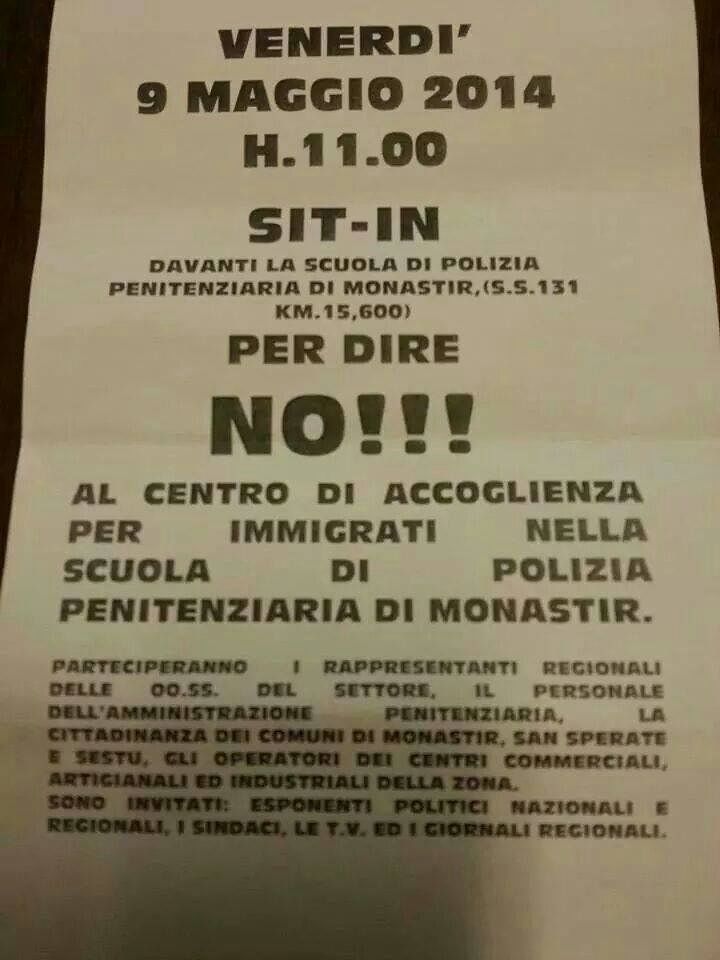 VENERDI'
9 MAGGIO 2014
H.11.00
SIT-IN
DAVANTI LA SCUOLA DI POLIZIA
PENITENZIARIA DI MONASTIR,(S.S.131
KM.15,600)
PER DIRE
NO!!!
AL CENTRO DI ACCOGLIENZA
PER IMMIGRATI NELLA
SCUOLA DI POLIZIA
PENITENZIARIA DI MONASTIR.
PARTECIPERANNO I RAPPRESENTANTI REGIONALI
DELLE OO.SS. DEL SETTORE, IL PERSONALE
DELL'AMMINISTRAZIONE PENITENZIARIA, LA
CITTADINANZA DEI COMUNI DI MONASTIR, SAN SPERATE
E SESTU, GLI OPERATORI DEI CENTRI COMMERCIALI,
ARTIGIANALI ED INDUSTRIALI DELLA ZONA.
SONO INVITATI: ESPONENTI POLITICI NAZIONALI E
REGIONALI, I SINDACI, LE T.V. ED I GIORNALI REGIONALI.